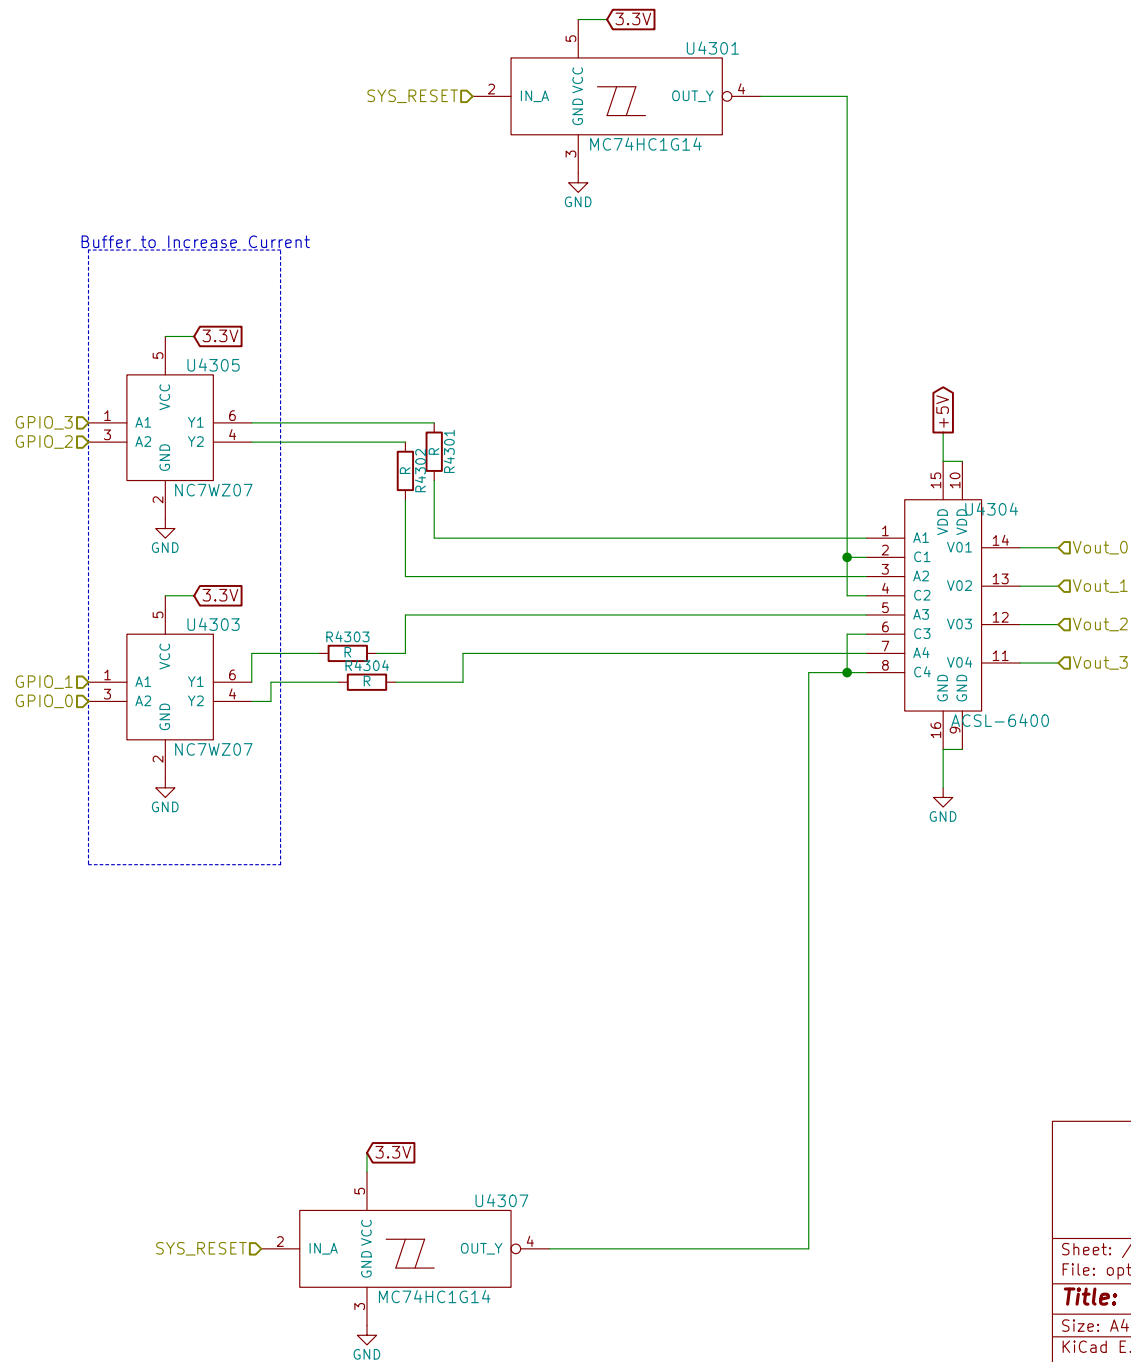 3.3V
5
U4301
SYS_RESET
2
IN_A
GND VCC
OUT_Y
4
3
MC74HC1G14
GND
Buffer to Increase Current
3.3V
5
U4305
VCC
GPIO_3
1
A1
Y1
6
GPIO_2
3
A2
Y2
4
GND
2
NC7WZ07
GND
R
R4301
R
R4302
3.3V
5
U4303
VCC
GPIO_1
1
A1
Y1
6
GPIO_0
3
A2
Y2
4
GND
2
NC7WZ07
GND
R4303
R
R4304
R
+5V
15
10
U4304
VDD
VDD
1
A1
2
C1
3
A2
4
C2
5
A3
6
C3
7
A4
8
C4
V01
14
Vout_0
V02
13
Vout_1
V03
12
Vout_2
V04
11
Vout_3
GND
GND
16
9
ACSL-6400
GND
3.3V
5
U4307
SYS_RESET
2
IN_A
GND VCC
OUT_Y
4
3
MC74HC1G14
GND
Sheet: /
File: opt
Title:
Size: A4
KiCad E.